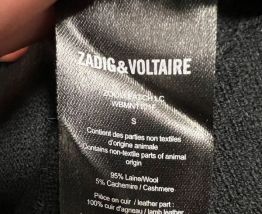 ZADIG&VOLTAIRE
LC
S
Contient des parties non textiles
d'origine animale
Contains non-textile parts of animal
origin
95% Laine/Wool
5% Cachemire / Cashmere
Pièce en cuir / leather part :
100% cuir d'agneau / lamb leather